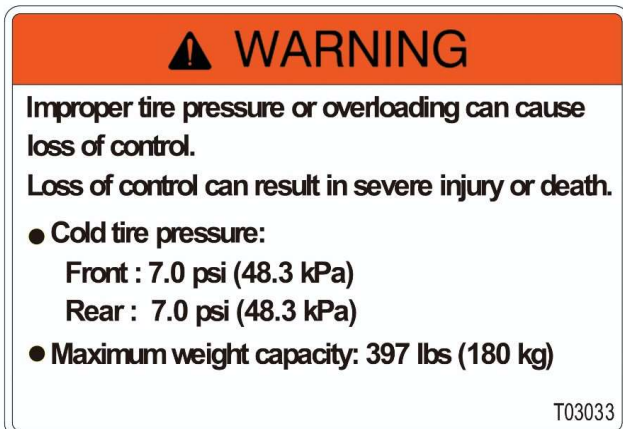 WARNING
Improper tire pressure or overloading can cause
loss of control.
Loss of control can result in severe injury or death.
● Cold tire pressure:
Front : 7.0 psi (48.3 kPa)
Rear : 7.0 psi (48.3 kPa)
● Maximum weight capacity: 397 lbs (180 kg)
T03033